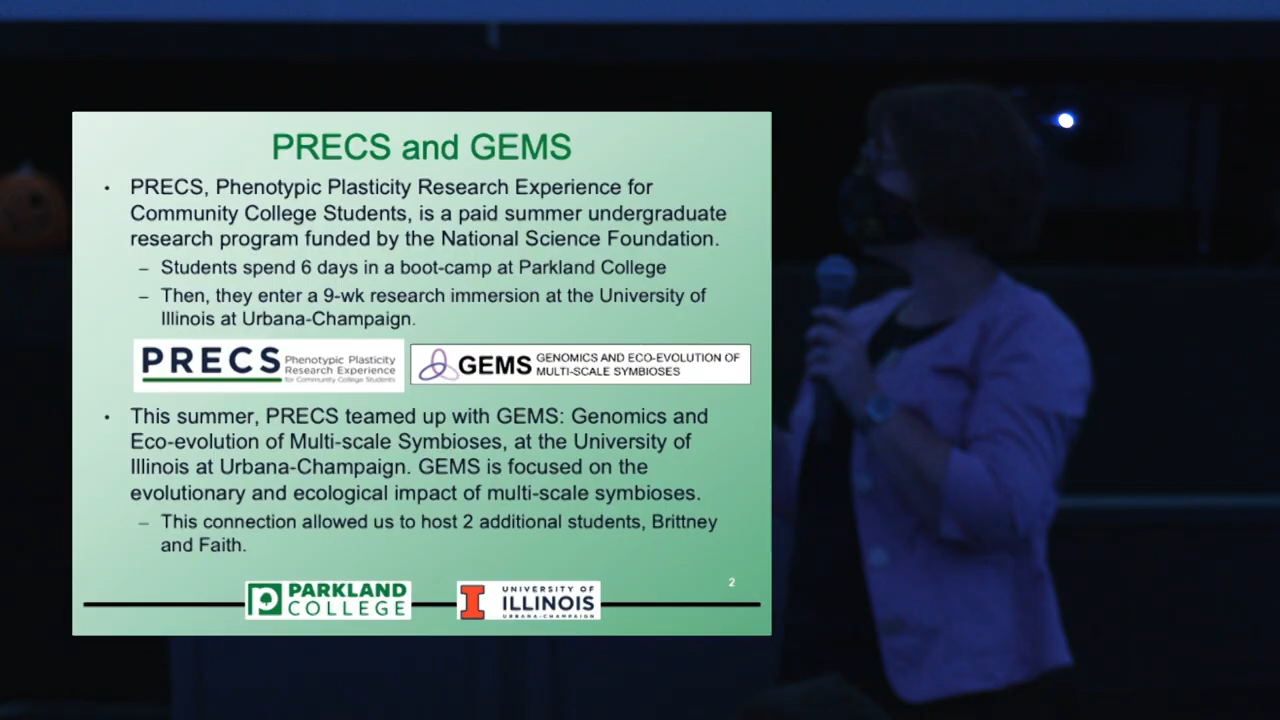 PRECS and GEMS
• PRECS, Phenotypic Plasticity Research Experience for
Community College Students, is a paid summer undergraduate
research program funded by the National Science Foundation.
– Students spend 6 days in a boot-camp at Parkland College
– Then, they enter a 9-wk research immersion at the University of
Illinois at Urbana-Champaign.
PRECS Phenotypic Plasticity
Research Experience
for Community College Students
GEMS GENOMICS AND ECO-EVOLUTION OF
MULTI-SCALE SYMBIOSES
• This summer, PRECS teamed up with GEMS: Genomics and
Eco-evolution of Multi-scale Symbioses, at the University of
Illinois at Urbana-Champaign. GEMS is focused on the
evolutionary and ecological impact of multi-scale symbioses.
– This connection allowed us to host 2 additional students, Brittney
and Faith.
2
PARKLAND
COLLEGE
UNIVERSITY OF
ILLINOIS
URBANA-CHAMPAIGN